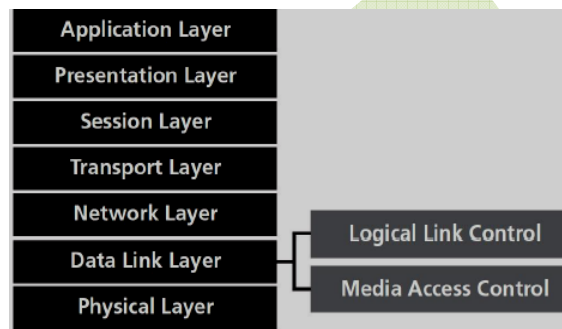 Application Layer
Presentation Layer
Session Layer
Transport Layer
Network Layer
Data Link Layer
Physical Layer
Logical Link Control
Media Access Control